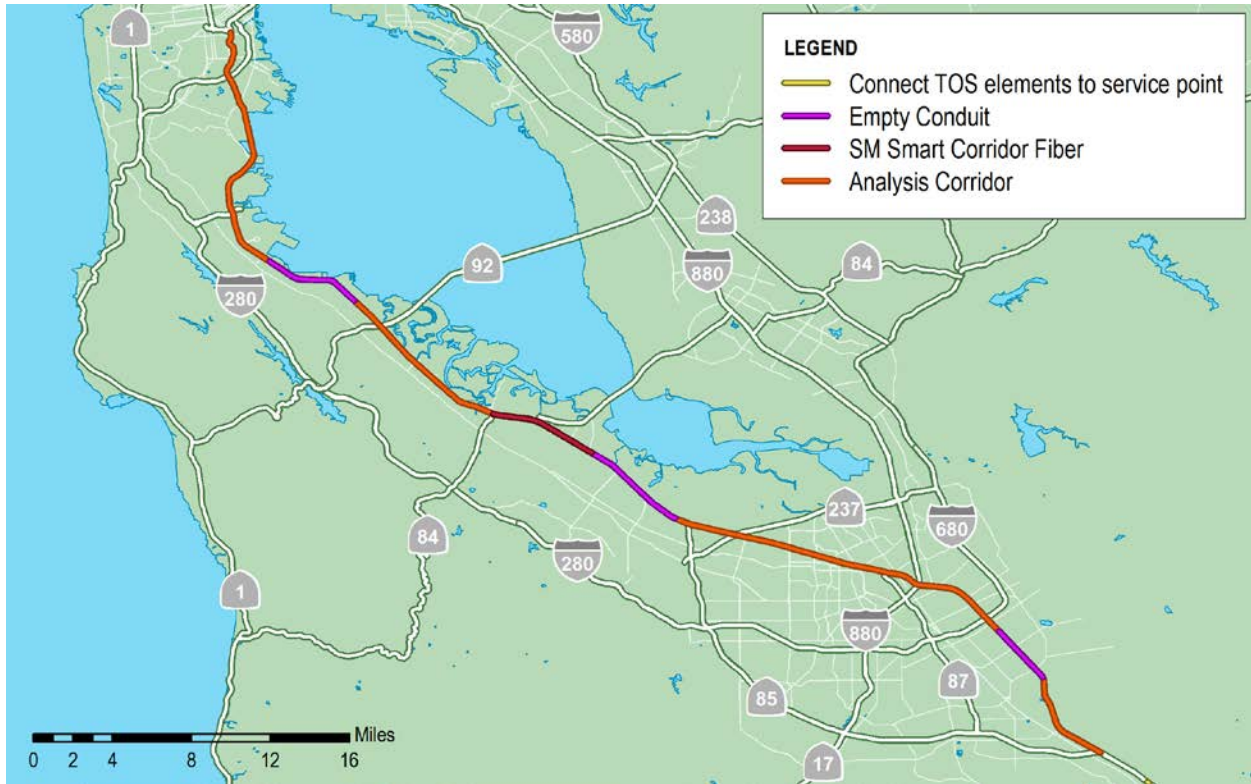 1
580
LEGEND
Connect TOS elements to service point
Empty Conduit
SM Smart Corridor Fiber
Analysis Corridor
238
92
880
84
280
237
680
84
280
1
880
87
85
17
Miles
0 2 4 8 12 16